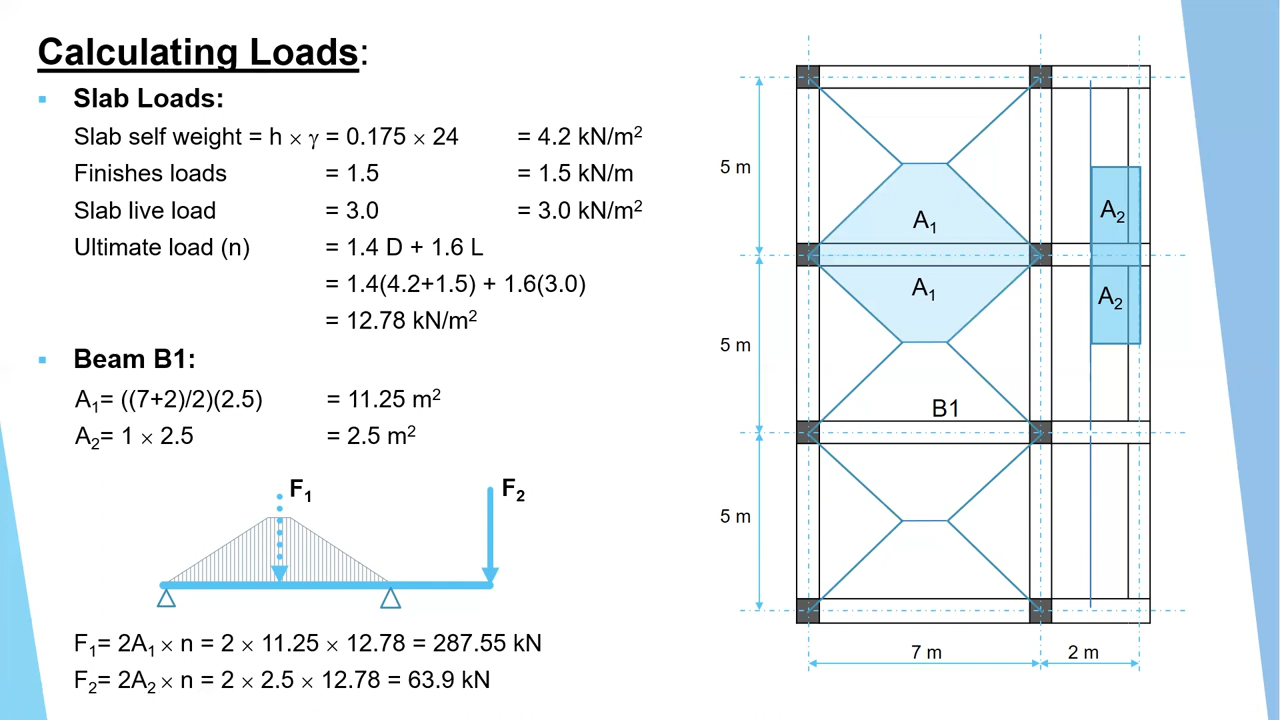 Calculating Loads:
▪ Slab Loads:
Slab self weight = h × γ = 0.175 × 24 = 4.2 kN/m²
Finishes loads = 1.5 = 1.5 kN/m
Slab live load = 3.0 = 3.0 kN/m²
Ultimate load (n) = 1.4 D + 1.6 L
= 1.4(4.2+1.5) + 1.6(3.0)
= 12.78 kN/m²
▪ Beam B1:
A₁= ((7+2)/2)(2.5) = 11.25 m²
A₂= 1 × 2.5 = 2.5 m²
F₁
F₂
F₁= 2A₁ × n = 2 × 11.25 × 12.78 = 287.55 kN
F₂= 2A₂ × n = 2 × 2.5 × 12.78 = 63.9 kN
5 m
A₁
A₂
A₁
A₂
5 m
B1
5 m
7 m
2 m